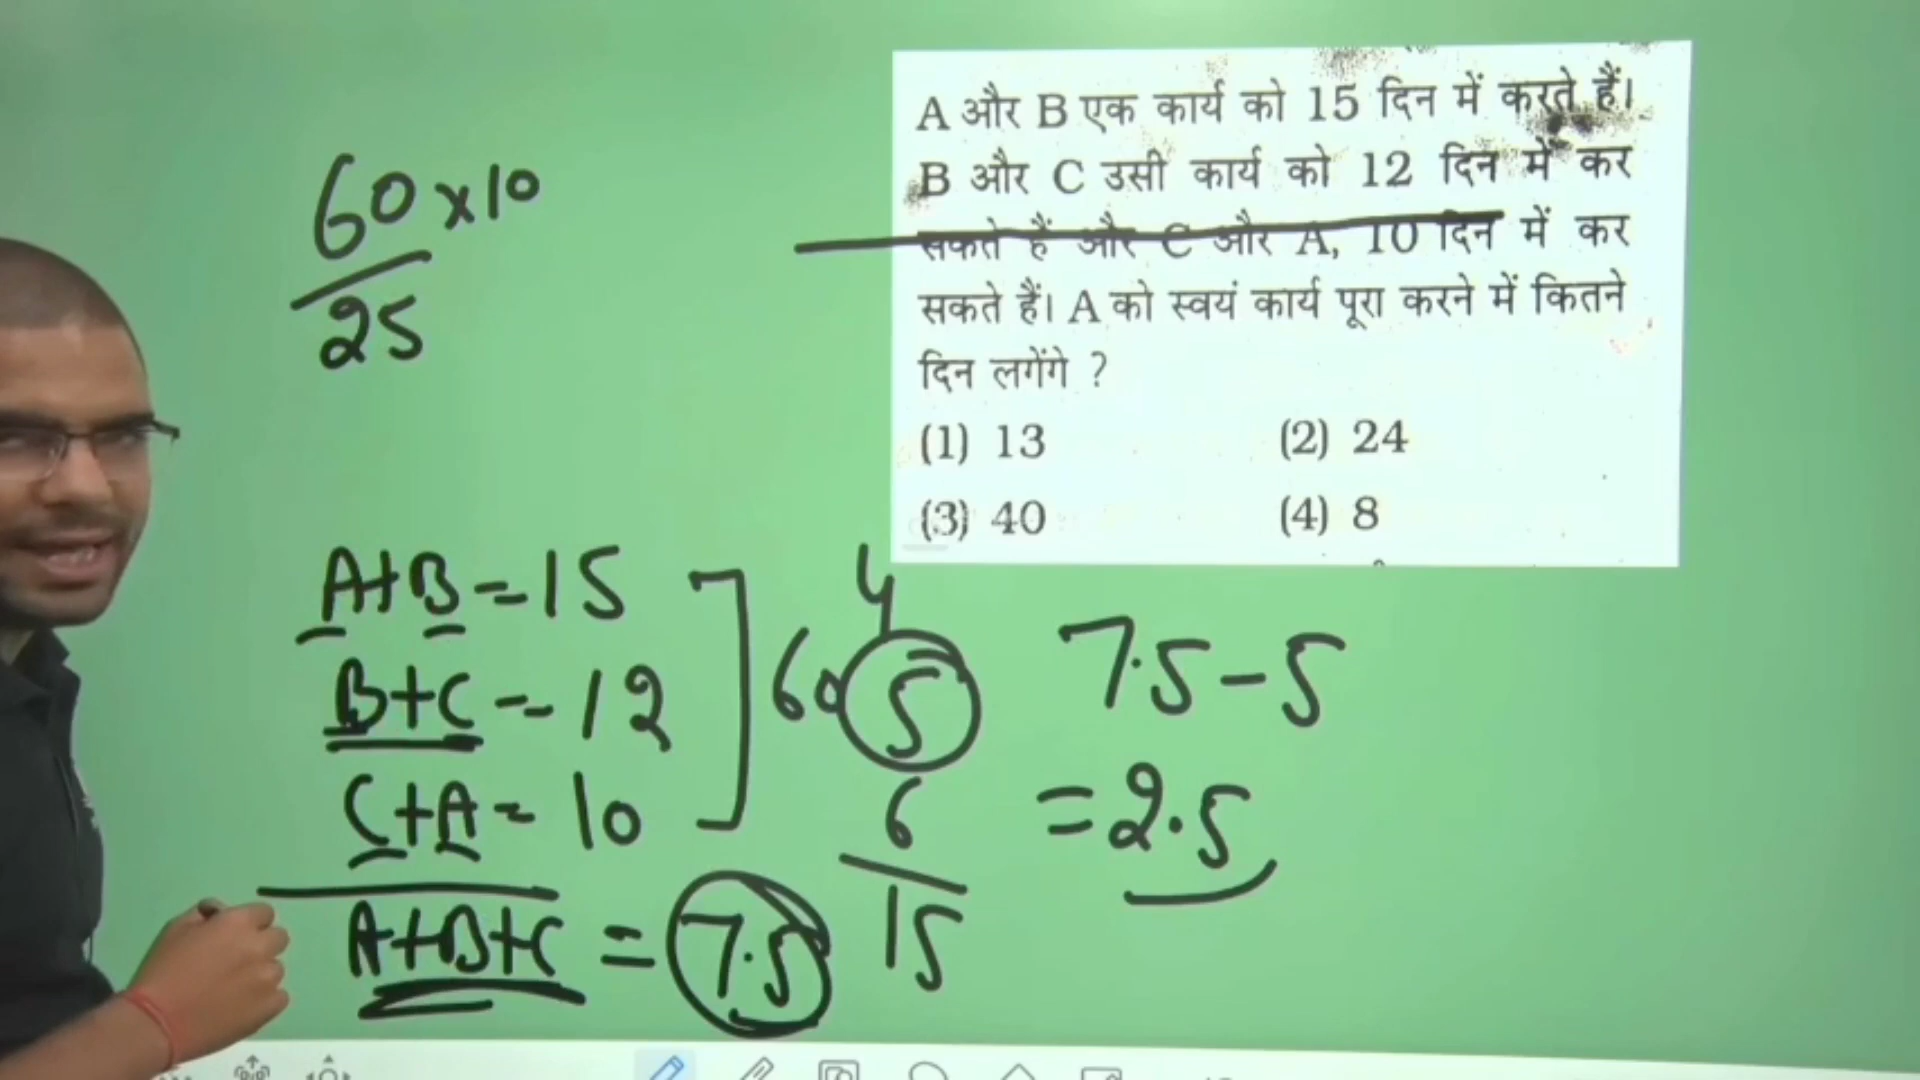 A और B एक कार्य को 15 दिन में करते हैं।
B और C उसी कार्य को 12 दिन में कर
सकते हैं और C और A, 10 दिन में कर
सकते हैं। A को स्वयं कार्य पूरा करने में कितने
दिन लगेंगे ?
(1) 13 (2) 24
(3) 40 (4) 8
60 × 10
25
A+B = 15
B+C = 12
C+A = 10
60
4
5
6
15
A+B+C = 7.5
7.5 - 5
= 2.5